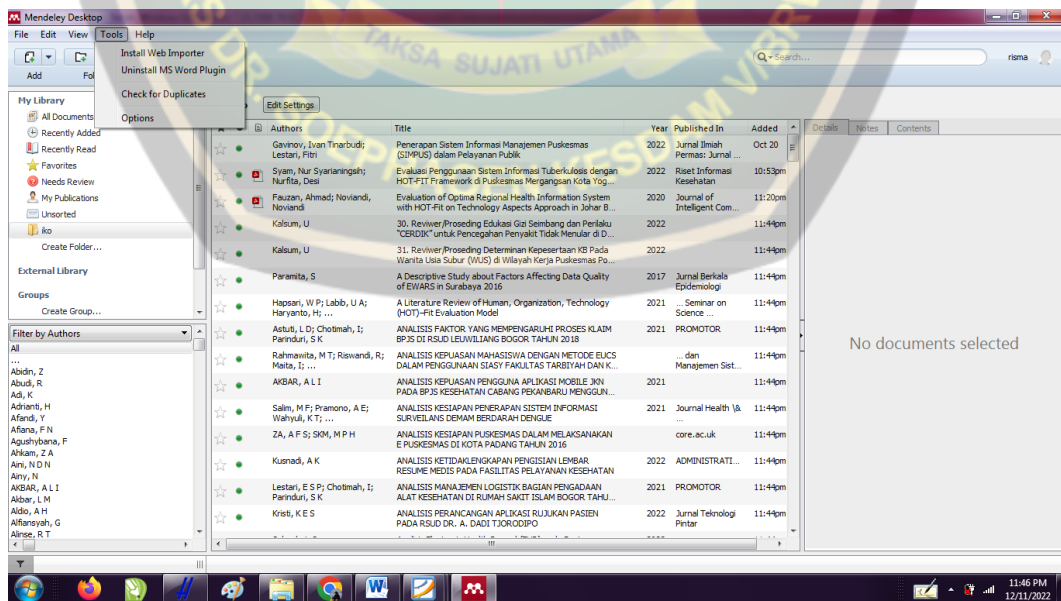 Mendeley Desktop
File Edit View Tools Help
Install Web Importer
Uninstall MS Word Plugin
Check for Duplicates
Options
Add
Fol
Search...
risma
TAKSA SUJATI UTAMA
DR. SOEPRAOEN KESDAM VI/BRW
My Library
All Documents
Recently Added
Recently Read
Favorites
Needs Review
My Publications
Unsorted
iko
Create Folder...
External Library
Groups
Create Group...
Filter by Authors
All
...
Abidin, Z
Abudi, R
Adi, K
Adrianti, H
Afandi, Y
Afiana, F N
Agushybana, F
Ahkam, Z A
Aini, N D N
Ainy, N
AKBAR, A L I
Akbar, L M
Aldio, A H
Alfiansyah, G
Alinse, R T
Edit Settings
Authors Title Year Published In Added
Gavinov, Ivan Tinarbudi; Penerapan Sistem Informasi Manajemen Puskesmas 2022 Jurnal Ilmiah Oct 20
Lestari, Fitri (SIMPUS) dalam Pelayanan Publik Permas: Jurnal ...
Syam, Nur Syarianingsih; Evaluasi Penggunaan Sistem Informasi Tuberkulosis dengan 2022 Riset Informasi 10:53pm
Nurfita, Desi HOT-FIT Framework di Puskesmas Mergangsan Kota Yog... Kesehatan
Fauzan, Ahmad; Noviandi, Evaluation of Optima Regional Health Information System 2020 Journal of 11:20pm
Noviandi with HOT-Fit on Technology Aspects Approach in Johar B... Intelligent Com...
Kalsum, U 30. Reviwer/Proseding Edukasi Gizi Seimbang dan Perilaku 2022 11:44pm
"CERDIK" untuk Pencegahan Penyakit Tidak Menular di D...
Kalsum, U 31. Reviwer/Proseding Determinan Kepesertaan KB Pada 2022 11:44pm
Wanita Usia Subur (WUS) di Wilayah Kerja Puskesmas Po...
Paramita, S A Descriptive Study about Factors Affecting Data Quality 2017 Jurnal Berkala 11:44pm
of EWARS in Surabaya 2016 Epidemiologi
Hapsari, W P; Labib, U A; A Literature Review of Human, Organization, Technology 2021 ... Seminar on 11:44pm
Haryanto, H; ... (HOT)-Fit Evaluation Model Science ...
Astuti, L D; Chotimah, I; ANALISIS FAKTOR YANG MEMPENGARUHI PROSES KLAIM 2021 PROMOTOR 11:44pm
Parinduri, S K BPJS DI RSUD LEUWILIANG BOGOR TAHUN 2018
Rahmawita, M T; Riswandi, R; ANALISIS KEPUASAN MAHASISWA DENGAN METODE EUCS ... dan 11:44pm
Maita, I; ... DALAM PENGGUNAAN SIASY FAKULTAS TARBIYAH DAN K... Manajemen Sist...
AKBAR, A L I ANALISIS KEPUASAN PENGGUNA APLIKASI MOBILE JKN 2021 11:44pm
PADA BPJS KESEHATAN CABANG PEKANBARU MENGGUN...
Salim, M F; Pramono, A E; ANALISIS KESIAPAN PENERAPAN SISTEM INFORMASI 2021 Journal Health \& 11:44pm
Wahyuli, K T; ... SURVEILANS DEMAM BERDARAH DENGUE ...
ZA, A F S; SKM, M P H ANALISIS KESIAPAN PUSKESMAS DALAM MELAKSANAKAN core.ac.uk 11:44pm
E PUSKESMAS DI KOTA PADANG TAHUN 2016
Kusnadi, A K ANALISIS KETIDAKLENGKAPAN PENGISIAN LEMBAR 2022 ADMINISTRATI... 11:44pm
RESUME MEDIS PADA FASILITAS PELAYANAN KESEHATAN
Lestari, E S P; Chotimah, I; ANALISIS MANAJEMEN LOGISTIK BAGIAN PENGADAAN 2021 PROMOTOR 11:44pm
Parinduri, S K ALAT KESEHATAN DI RUMAH SAKIT ISLAM BOGOR TAHU...
Kristi, K E S ANALISIS PERANCANGAN APLIKASI RUJUKAN PASIEN 2022 Jurnal Teknologi 11:44pm
PADA RSUD DR. A. DADI TJORODIPO Pintar
Details Notes Contents
No documents selected
11:46 PM
12/11/2022